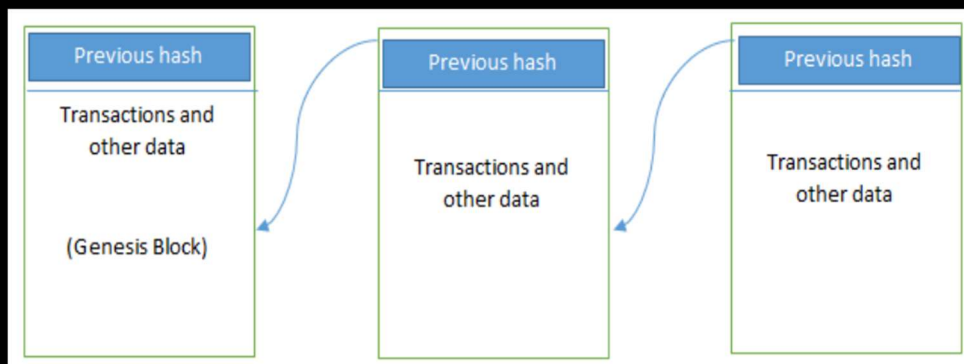 Previous hash
Transactions and
other data
(Genesis Block)
Previous hash
Transactions and
other data
Previous hash
Transactions and
other data